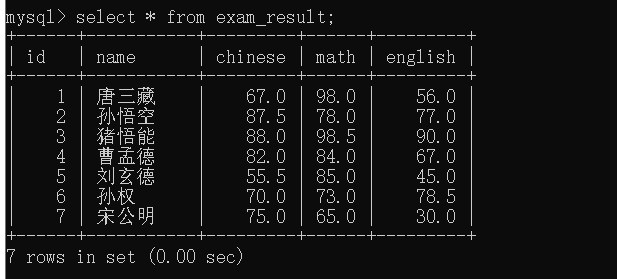 mysql> select * from exam_result;
+------+-----------+---------+------+---------+
| id | name | chinese | math | english |
+------+-----------+---------+------+---------+
| 1 | 唐三藏 | 67.0 | 98.0 | 56.0 |
| 2 | 孙悟空 | 87.5 | 78.0 | 77.0 |
| 3 | 猪悟能 | 88.0 | 98.5 | 90.0 |
| 4 | 曹孟德 | 82.0 | 84.0 | 67.0 |
| 5 | 刘玄德 | 55.5 | 85.0 | 45.0 |
| 6 | 孙权 | 70.0 | 73.0 | 78.5 |
| 7 | 宋公明 | 75.0 | 65.0 | 30.0 |
+------+-----------+---------+------+---------+
7 rows in set (0.00 sec)